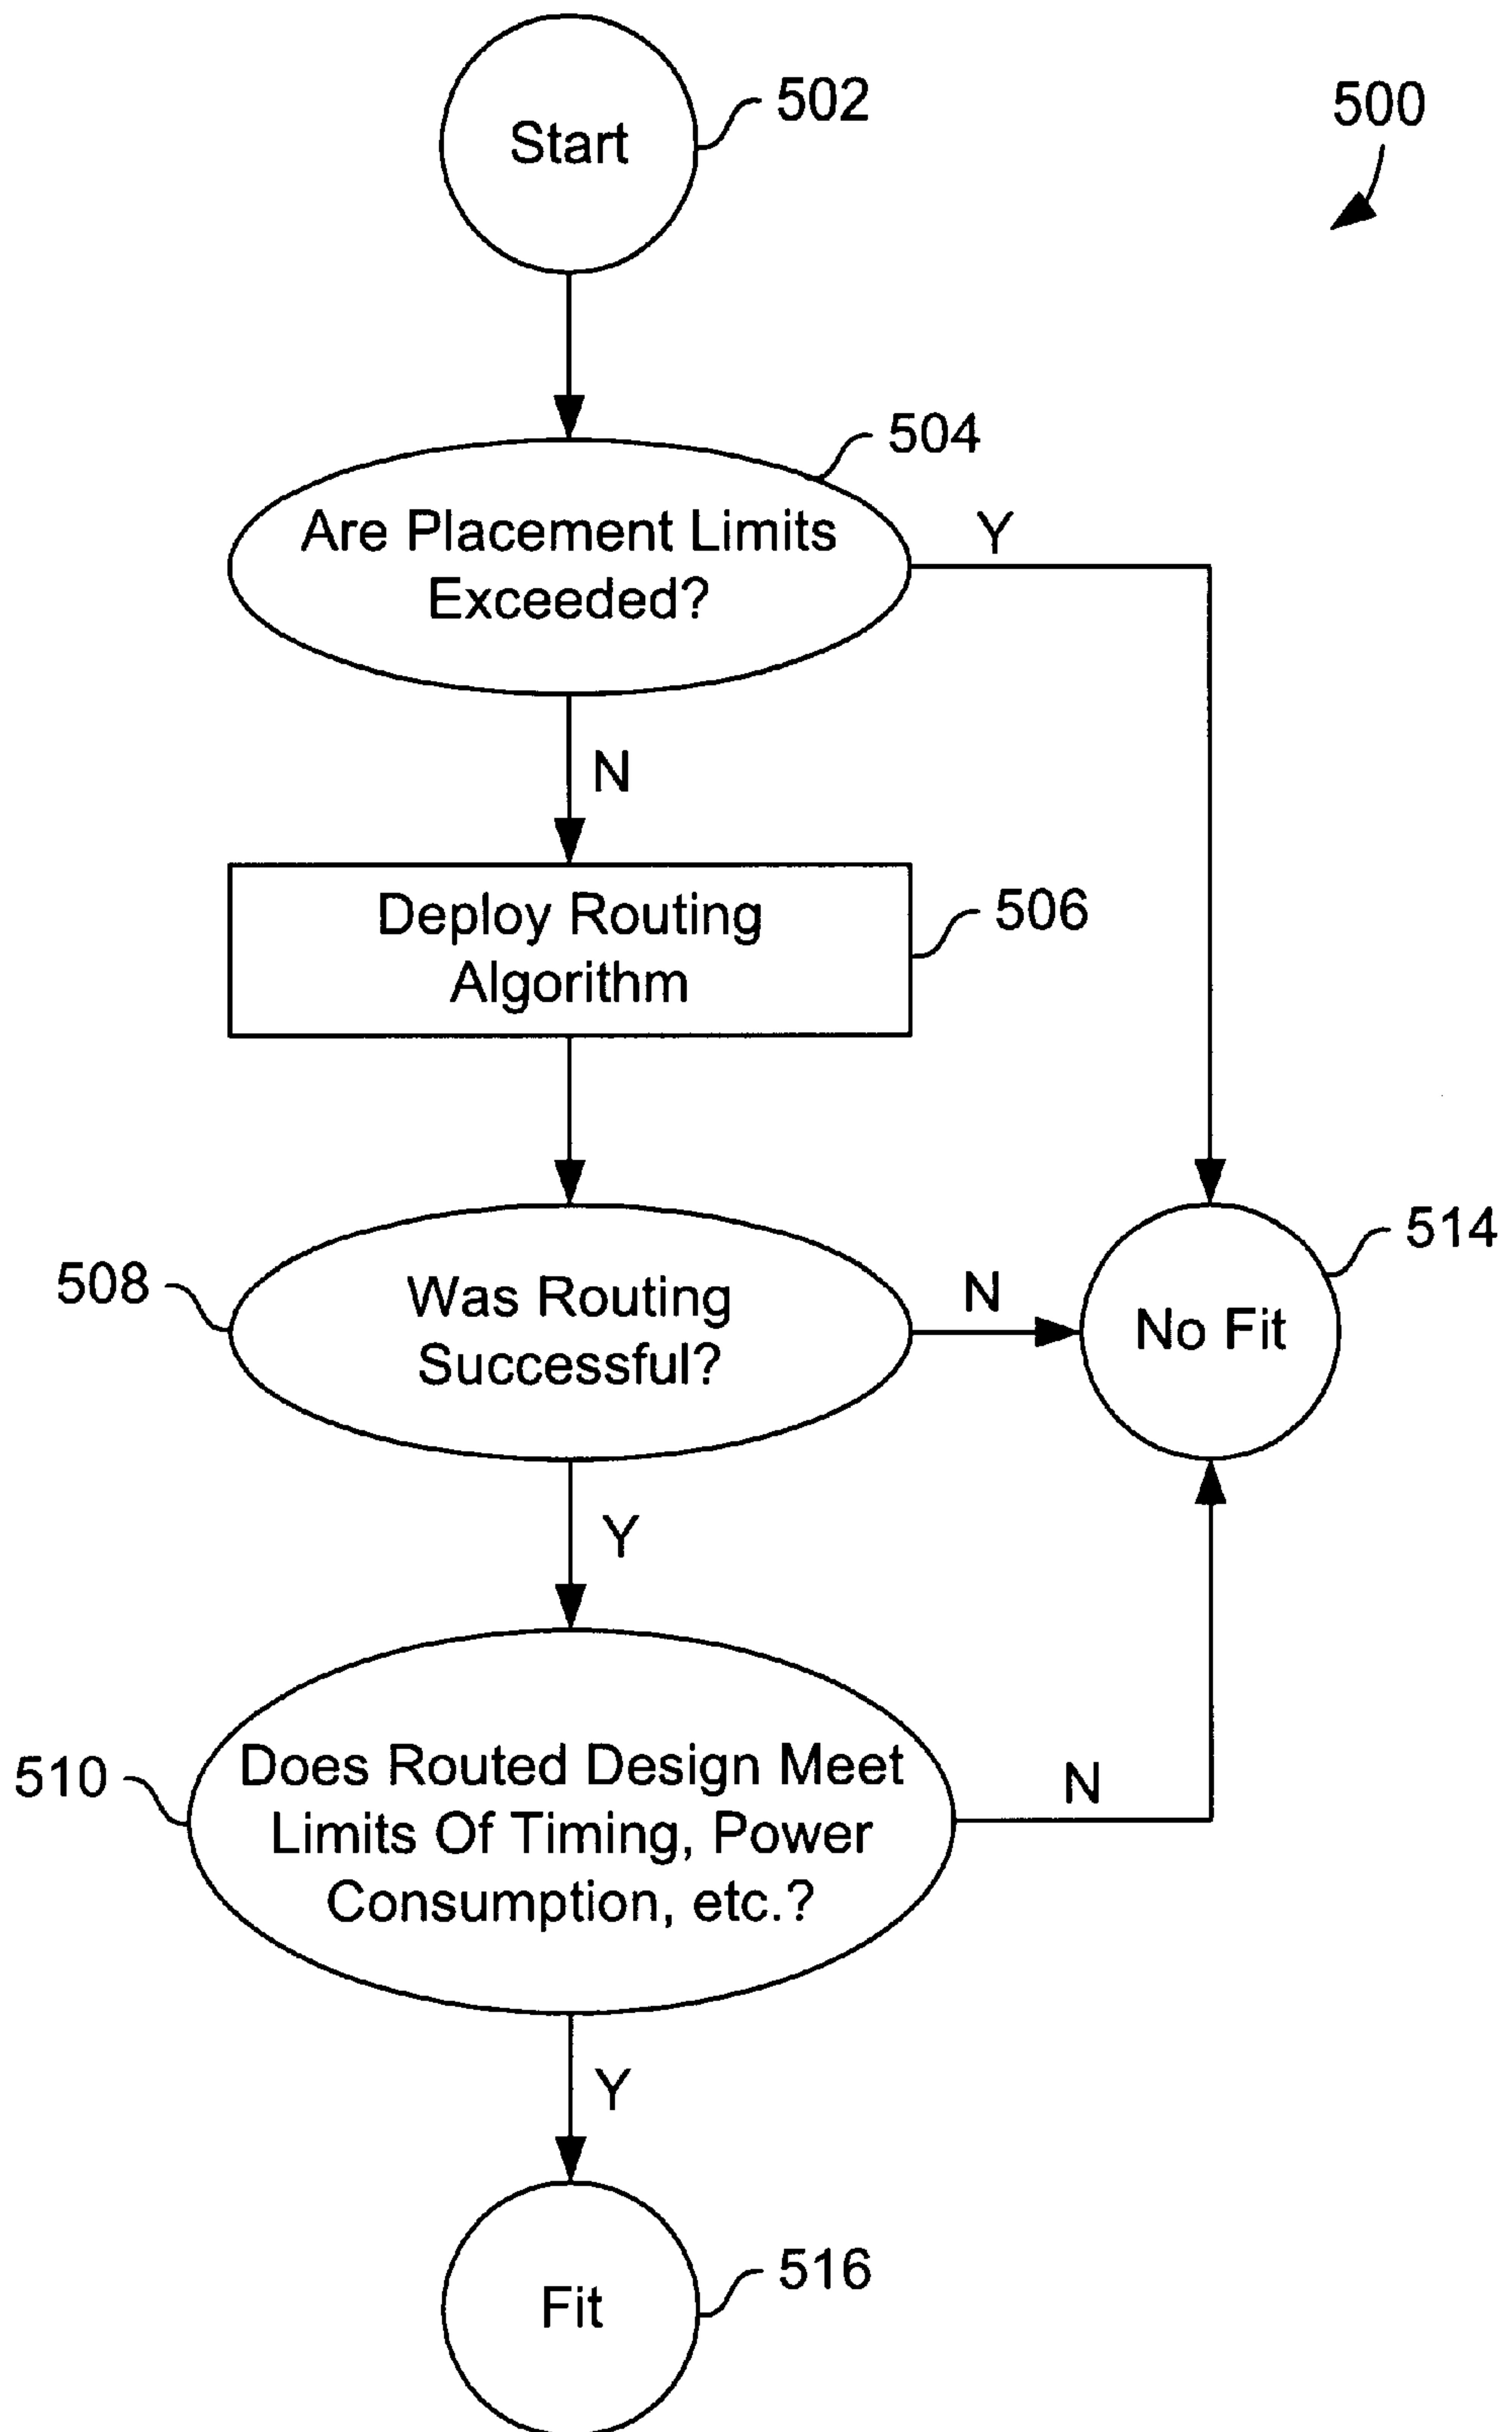 502
500
Start
504
Are Placement Limits
Exceeded?
Y
N
Deploy Routing
Algorithm
506
508
Was Routing
Successful?
N
514
No Fit
Y
510
Does Routed Design Meet
Limits Of Timing, Power
Consumption, etc.?
N
Y
516
Fit